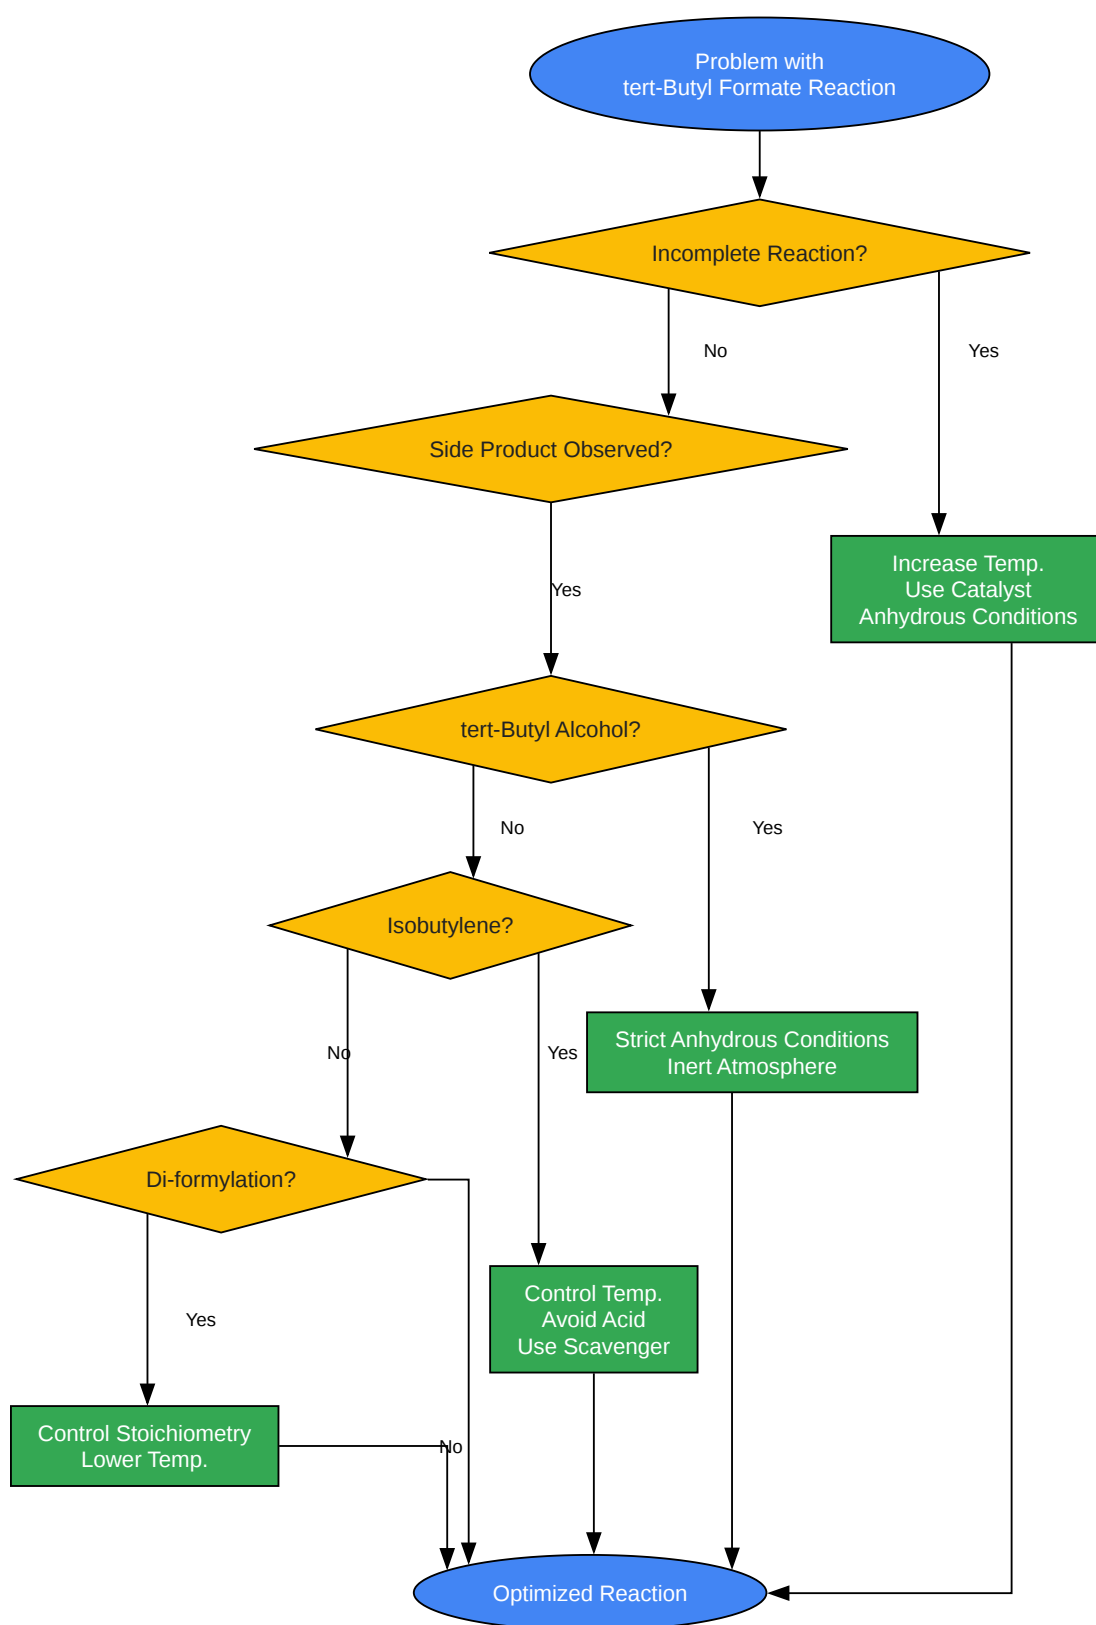 Problem with
tert-Butyl Formate Reaction
Incomplete Reaction?
No
Yes
Side Product Observed?
Yes
Increase Temp.
Use Catalyst
Anhydrous Conditions
tert-Butyl Alcohol?
No
Yes
Isobutylene?
No
Yes
Strict Anhydrous Conditions
Inert Atmosphere
Di-formylation?
Yes
Control Temp.
Avoid Acid
Use Scavenger
Control Stoichiometry
Lower Temp.
No
Optimized Reaction